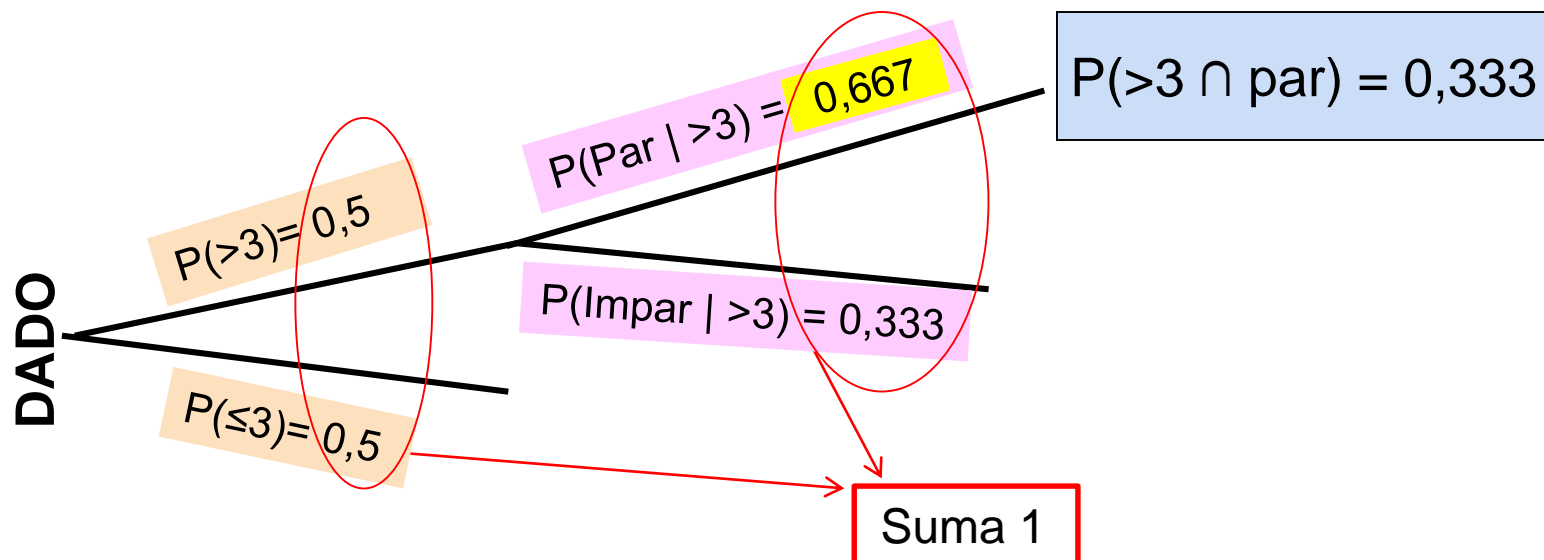 DADO
P(>3)= 0,5
P(≤3)= 0,5
P(Par | >3) = 0,667
P(Impar | >3) = 0,333
P(>3 ∩ par) = 0,333
Suma 1